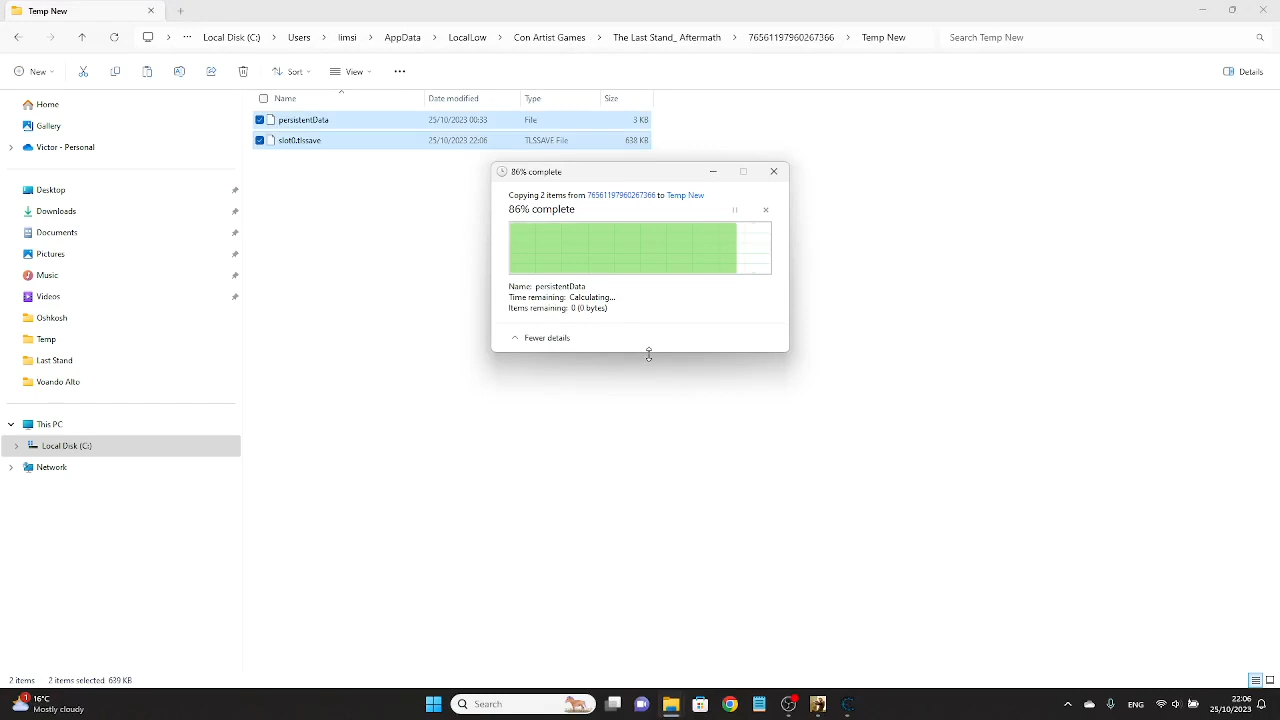 Temp New
Local Disk (C:) Users limsi AppData LocalLow Con Artist Games The Last Stand_ Aftermath 76561197960267366 Temp New Search Temp New
New Sort View Details
Name Date modified Type Size
persistentData 25/10/2023 00:33 File 3 KB
slot0.tlssave 25/10/2023 22:06 TLSSAVE File 638 KB
Home
Gallery
Victor - Personal
Desktop
Downloads
Documents
Pictures
Music
Videos
Oshkosh
Temp
Last Stand
Voando Alto
This PC
Local Disk (C:)
Network
86% complete
Copying 2 items from 76561197960267366 to Temp New
86% complete
Name: persistentData
Time remaining: Calculating...
Items remaining: 0 (0 bytes)
Fewer details
2 items 2 items selected 639 KB
1
16°C
Mostly cloudy
Search
ENG
22:06
25/10/2023